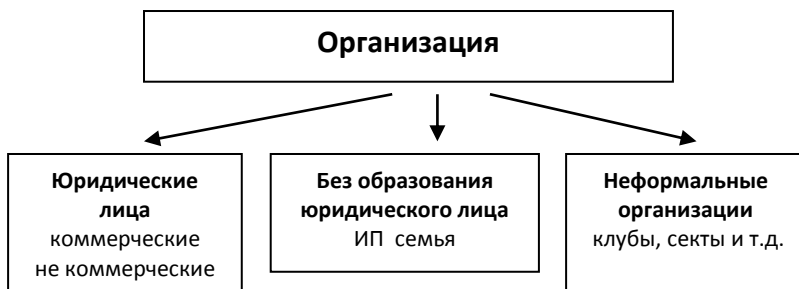 Организация
Юридические
лица
коммерческие
не коммерческие
Без образования
юридического лица
ИП семья
Неформальные
организации
клубы, секты и т.д.